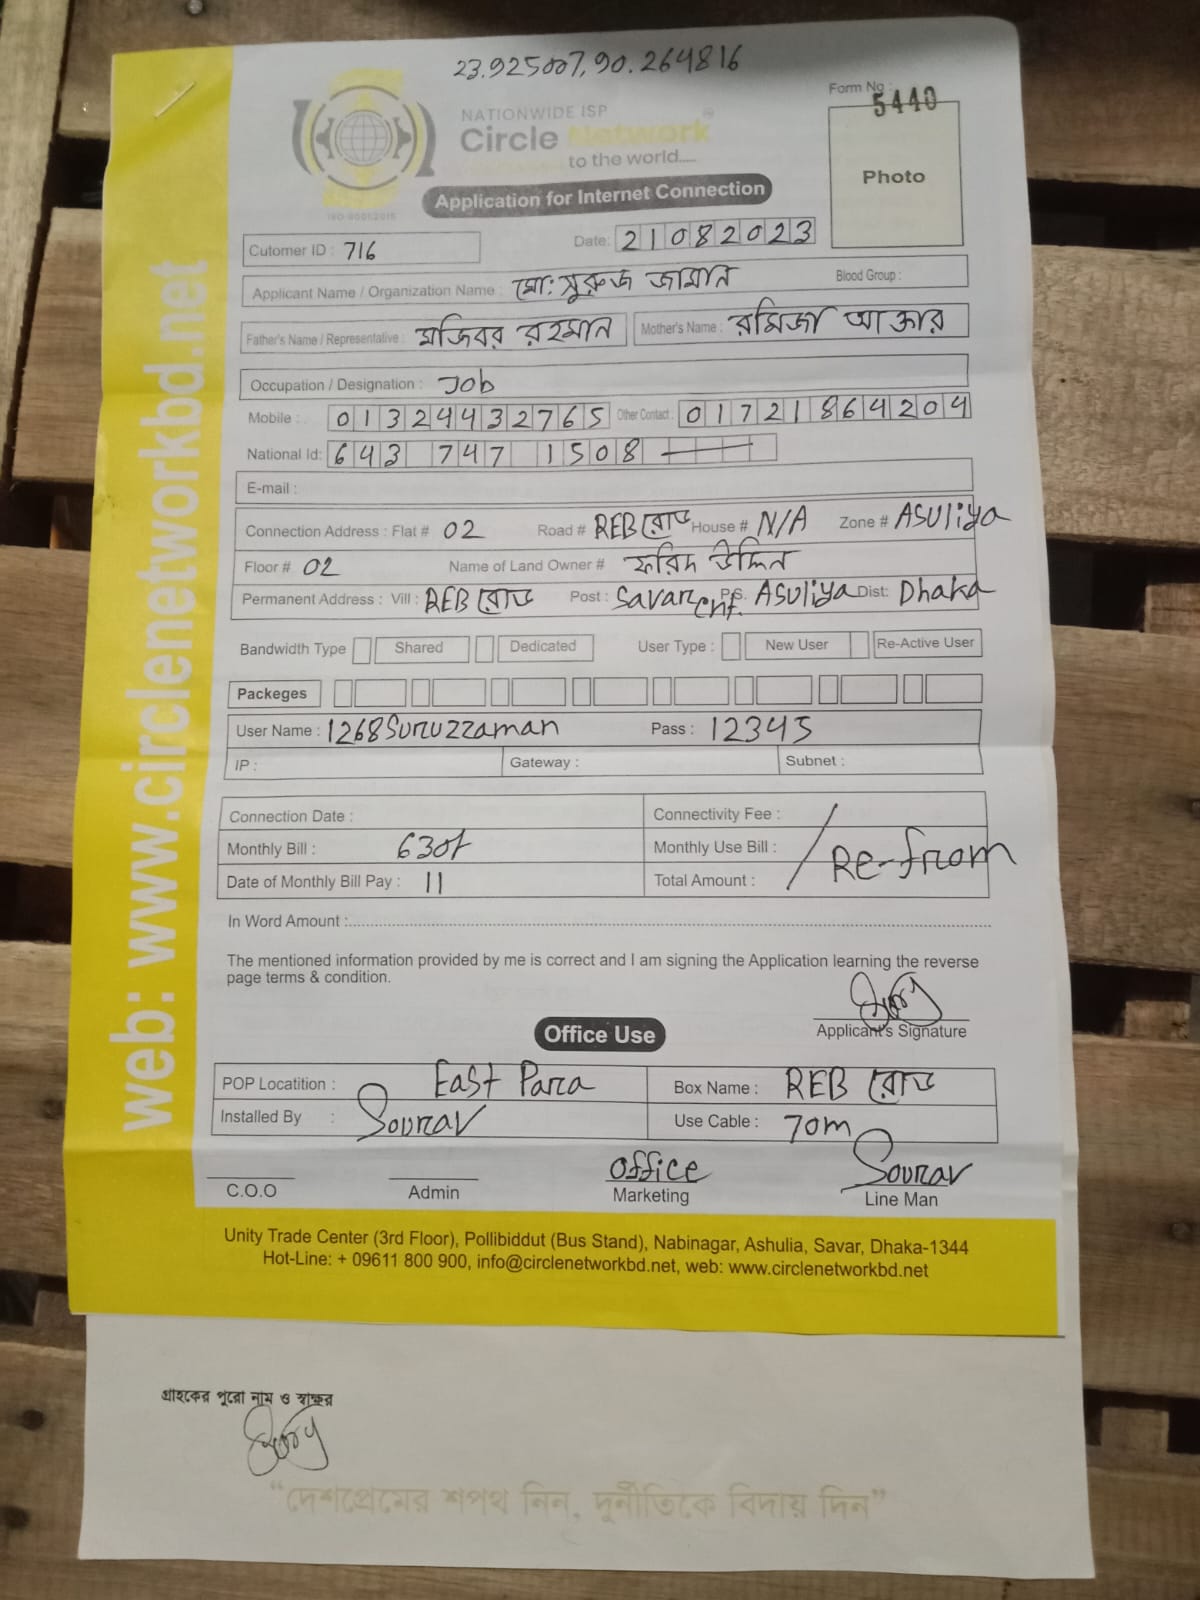 23.925007,90.264816
Form No : 5440
NATIONWIDE ISP
Circle Network
to the world....
ISO 9001:2015
Application for Internet Connection
Photo
Cutomer ID : 716 Date: 21082023
Applicant Name / Organization Name : মো: সুরুজ জামান Blood Group :
Father's Name / Representative : মজিবর রহমান Mother's Name : রমিজা আক্তার
Occupation / Designation : Job
Mobile : 01324432765 Other Contact : 01721864204
National Id: 643 747 1508
E-mail :
Connection Address : Flat # 02 Road # REB রোড House # N/A Zone # ASUliya
Floor # 02 Name of Land Owner # ফরিদ উদ্দিন
Permanent Address : Vill : REB রোড Post : Savar Cnt. P.S. ASUliya Dist: Dhaka
Bandwidth Type Shared Dedicated User Type : New User Re-Active User
Packeges
User Name : 1268Suruzzaman Pass : 12345
IP : Gateway : Subnet :
Connection Date : Connectivity Fee :
Monthly Bill : 630/- Monthly Use Bill : Re-from
Date of Monthly Bill Pay : 11 Total Amount :
In Word Amount :
The mentioned information provided by me is correct and I am signing the Application learning the reverse
page terms & condition.
Applicant's Signature
Office Use
POP Locatition : East Para Box Name : REB রোড
Installed By : Sourav Use Cable : 70m
Office Sourav
C.O.O Admin Marketing Line Man
Unity Trade Center (3rd Floor), Pollibiddut (Bus Stand), Nabinagar, Ashulia, Savar, Dhaka-1344
Hot-Line: + 09611 800 900, info@circlenetworkbd.net, web: www.circlenetworkbd.net
web: www.circlenetworkbd.net
গ্রাহকের পুরো নাম ও স্বাক্ষর
“দেশপ্রেমের শপথ নিন, দুর্নীতিকে বিদায় দিন”